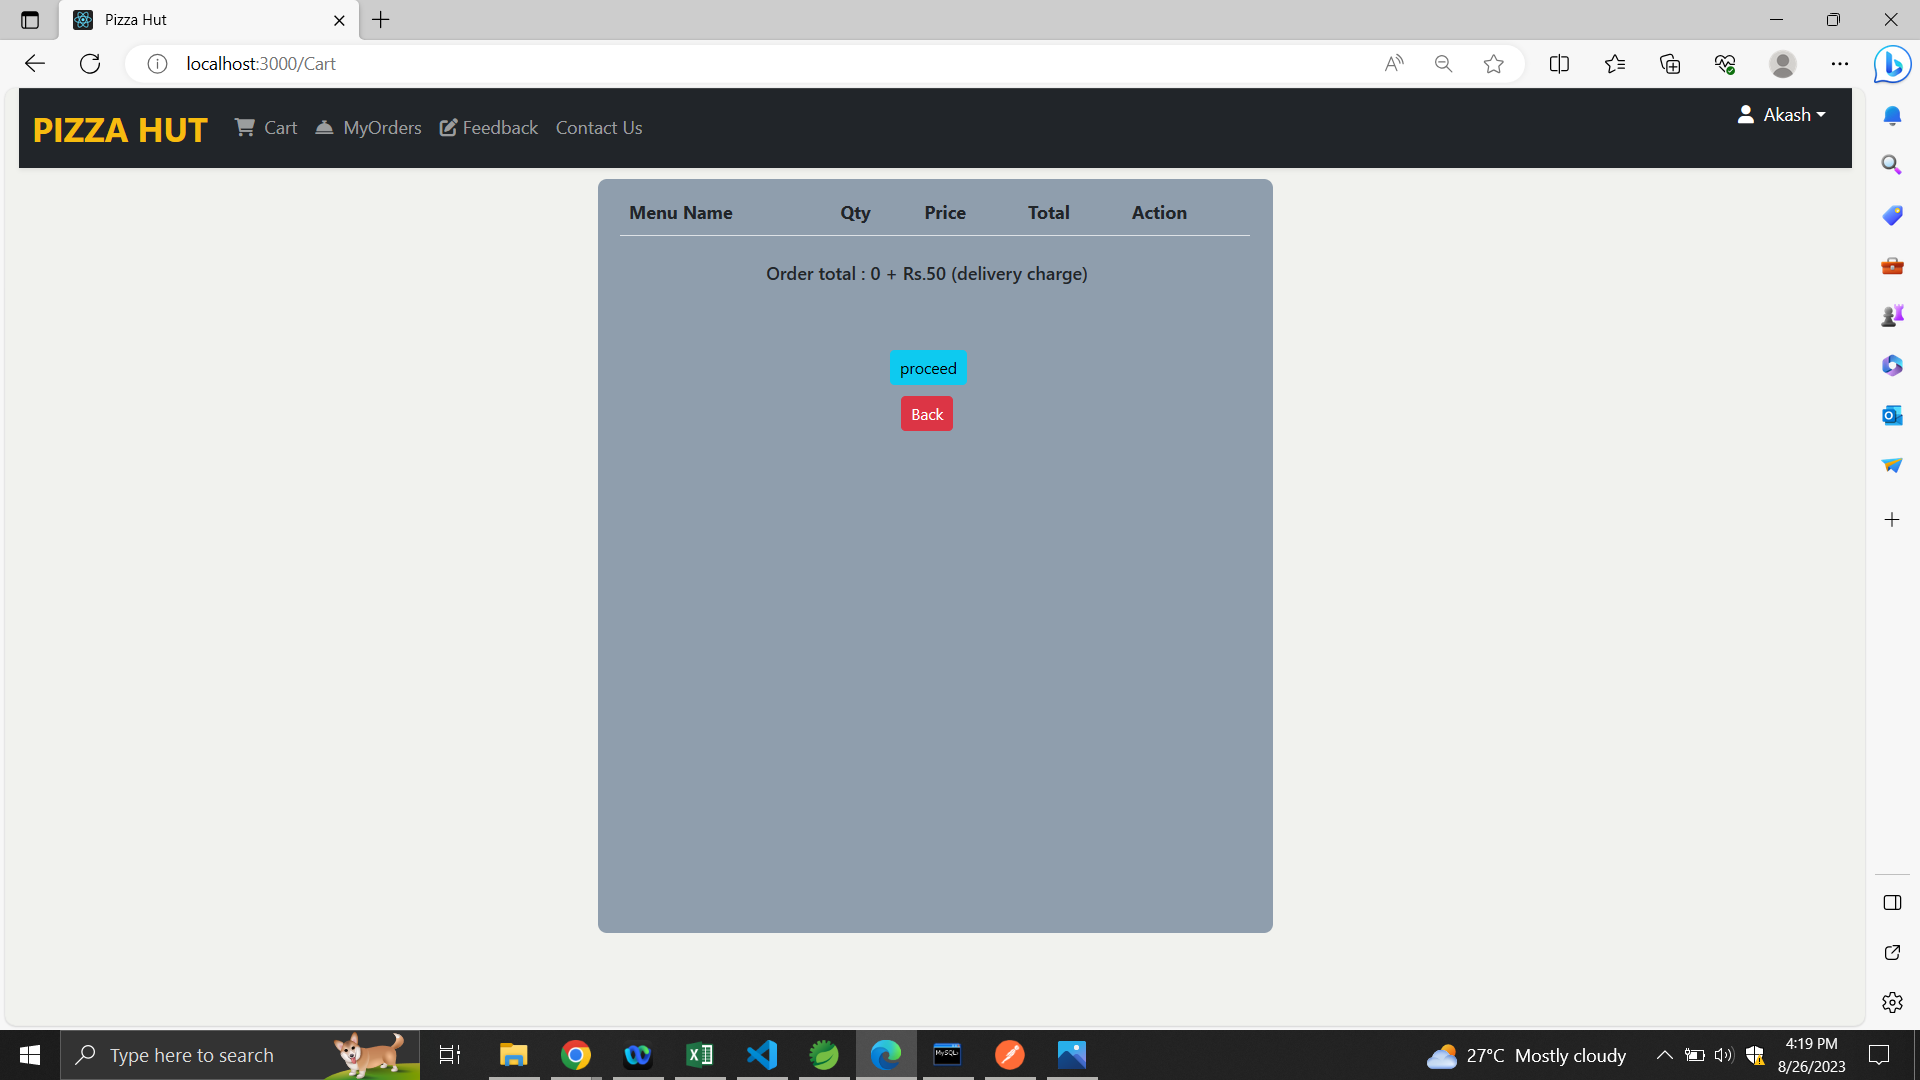 Pizza Hut
localhost:3000/Cart
PIZZA HUT Cart MyOrders Feedback Contact Us Akash
Menu Name Qty Price Total Action
Order total : 0 + Rs.50 (delivery charge)
proceed
Back
Type here to search
27°C Mostly cloudy
4:19 PM
8/26/2023